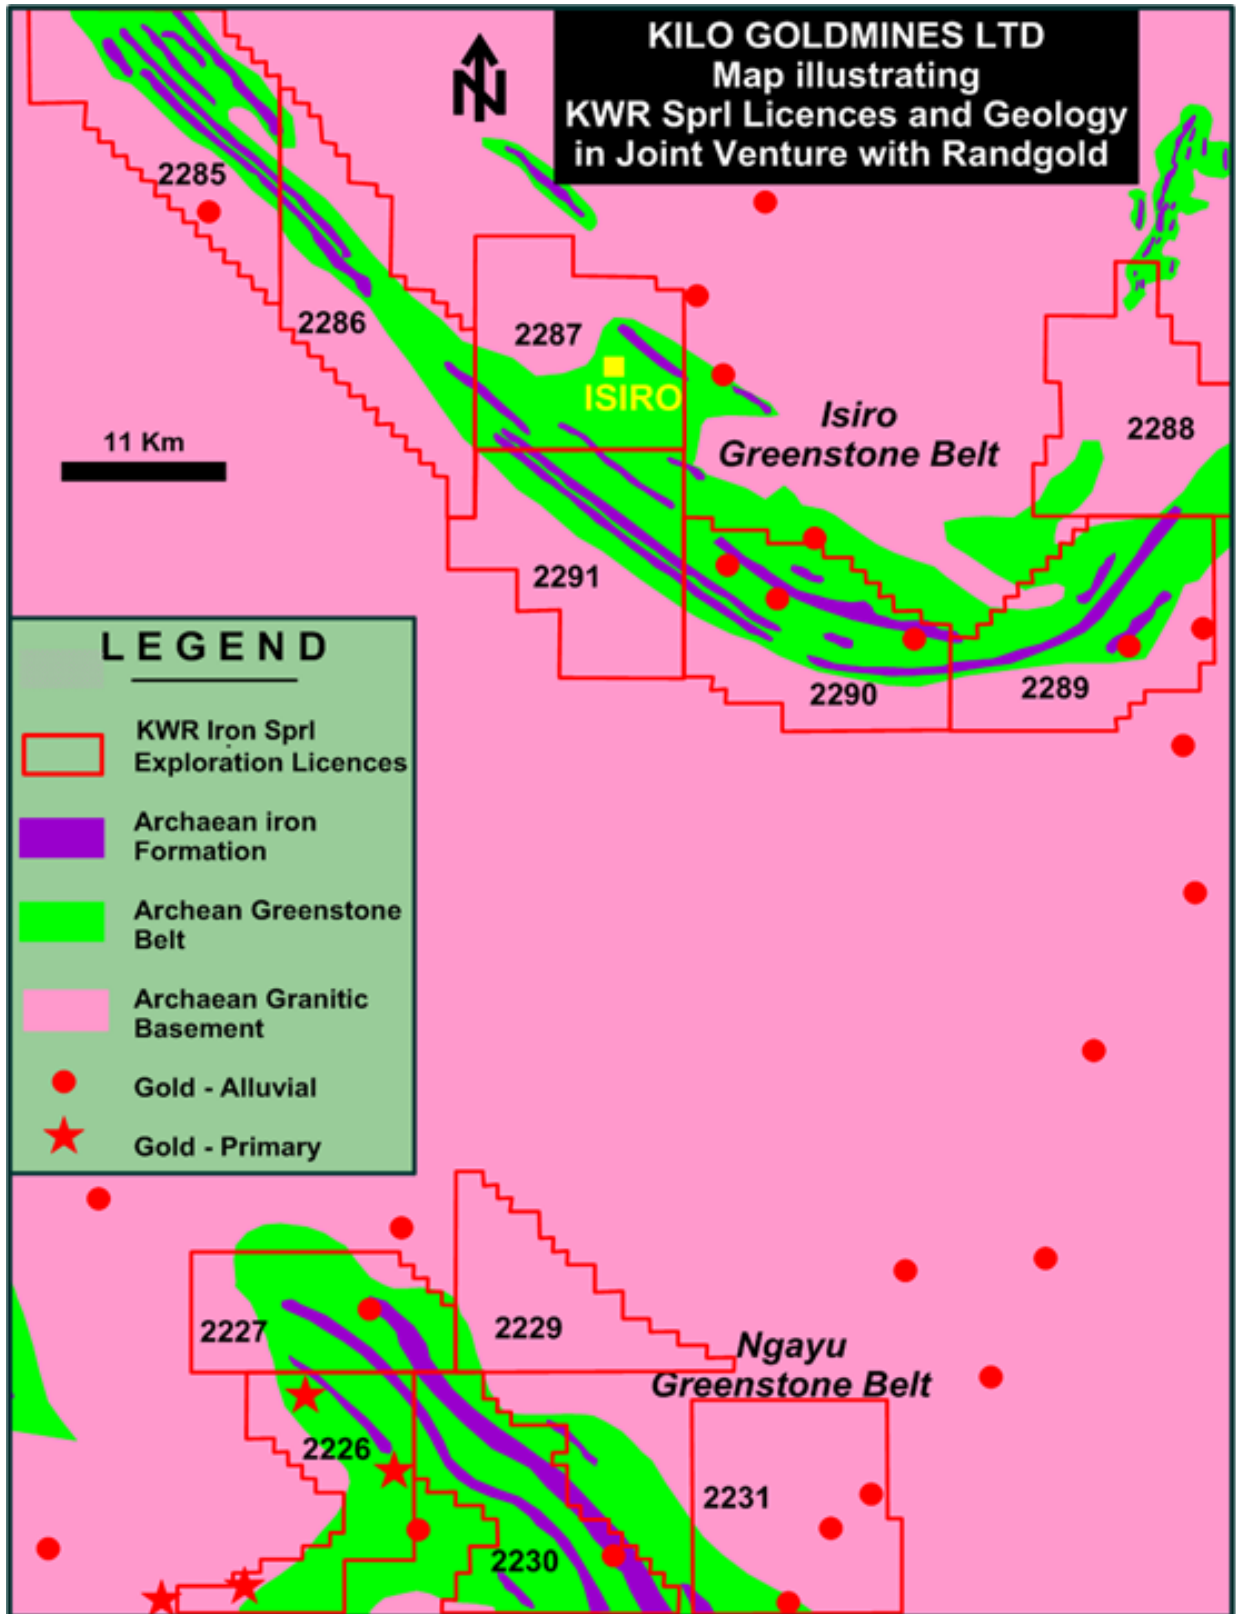 KILO GOLDMINES LTD
Map illustrating
KWR Sprl Licences and Geology
in Joint Venture with Randgold
N
2285
2286
2287
ISIRO
Isiro
Greenstone Belt
2288
11 Km
2291
2290
2289
LEGEND
KWR Iron Sprl
Exploration Licences
Archaean iron
Formation
Archean Greenstone
Belt
Archaean Granitic
Basement
Gold - Alluvial
Gold - Primary
2227
2229
Ngayu
Greenstone Belt
2226
2231
2230